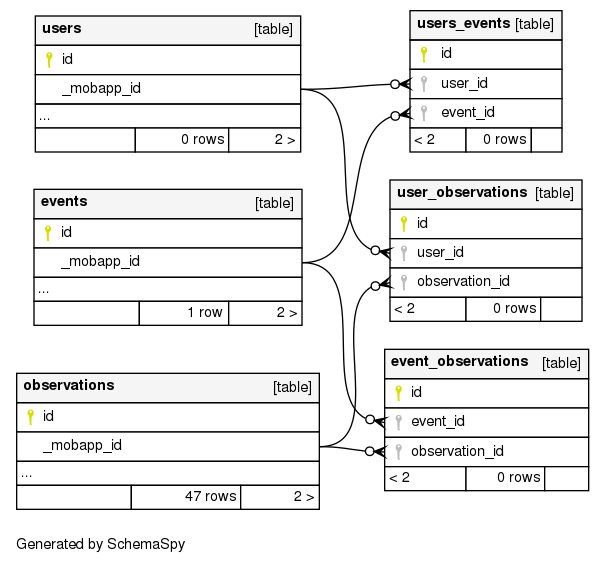 users [table]
id
_mobapp_id
...
0 rows 2 >
events [table]
id
_mobapp_id
...
1 row 2 >
observations [table]
id
_mobapp_id
...
47 rows 2 >
users_events [table]
id
user_id
event_id
< 2 0 rows
user_observations [table]
id
user_id
observation_id
< 2 0 rows
event_observations [table]
id
event_id
observation_id
< 2 0 rows
Generated by SchemaSpy